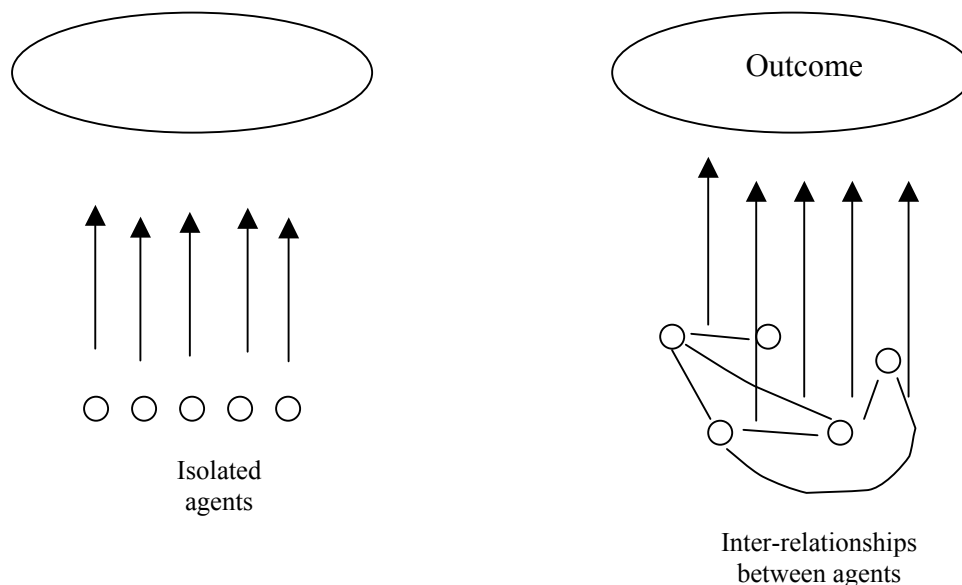 Outcome
Isolated
agents
Inter-relationships
between agents